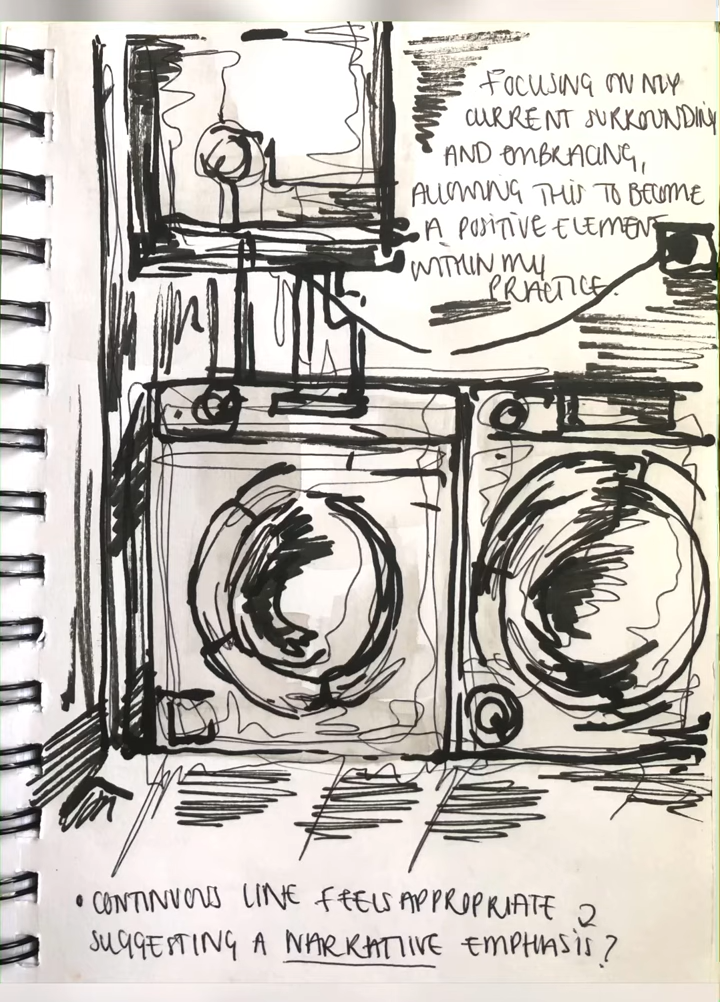 FOCUSING ON MY
CURRENT SURROUNDING
AND EMBRACING,
ALLOWING THIS TO BECOME
A POSITIVE ELEMENT
WITHIN MY
PRACTICE.
• CONTINUOUS LINE FEELS APPROPRIATE
SUGGESTING A NARRATIVE EMPHASIS?